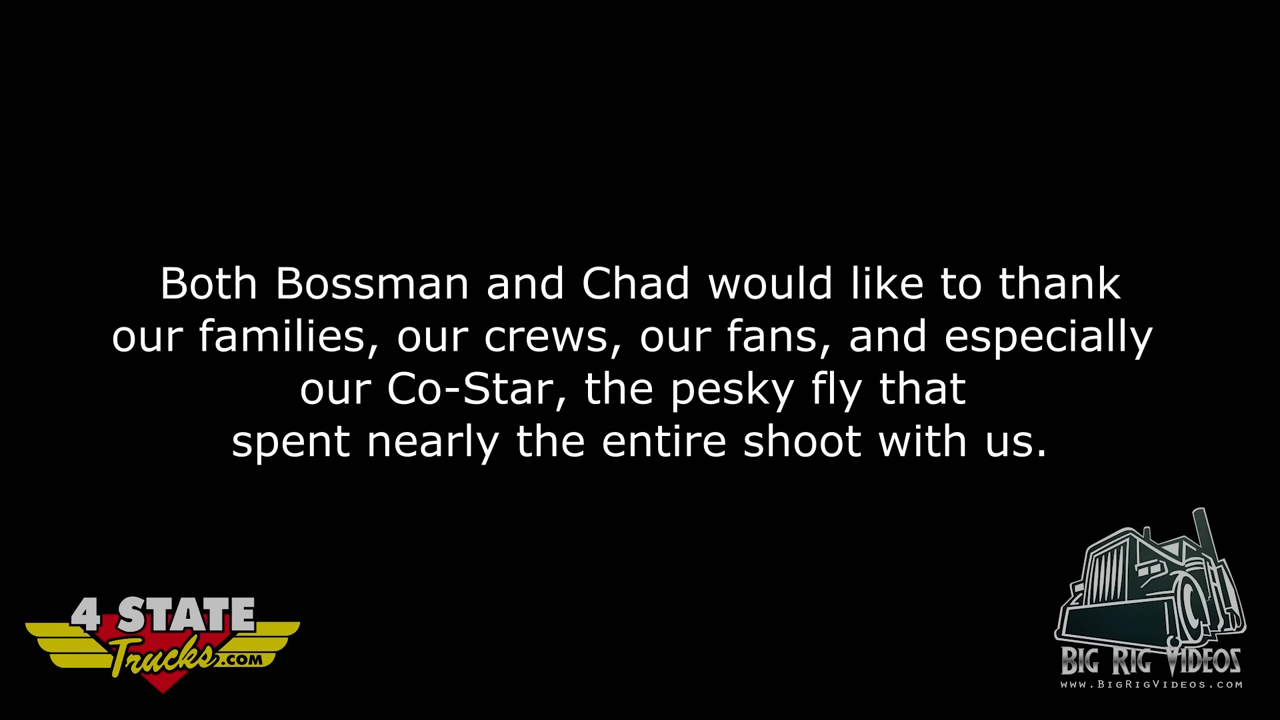 Both Bossman and Chad would like to thank
our families, our crews, our fans, and especially
our Co-Star, the pesky fly that
spent nearly the entire shoot with us.
4 STATE
Trucks.COM
BIG RIG VIDEOS
www.BigRigVideos.com